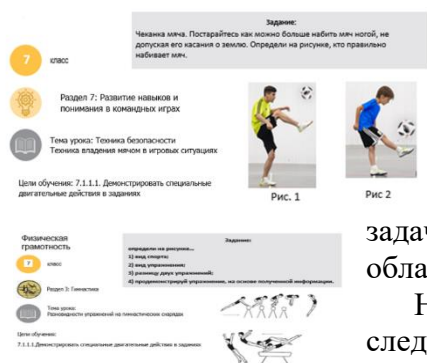 Задание:
Чеканка мяча. Постарайтесь как можно больше набить мяч ногой, не
допуская его касания о землю. Определи на рисунке, кто правильно
набивает мяч.
7
класс
Раздел 7: Развитие навыков и
понимания в командных играх
Тема урока: Техника безопасности
Техника владения мячом в игровых ситуациях
Цели обучения: 7.1.1.1. Демонстрировать специальные
двигательные действия в заданиях
Рис. 1
Рис 2
Физическая
грамотность
7
класс
Раздел 3: Гимнастика
Тема урока:
Разновидности упражнений на гимнастических снарядах
Цели обучения:
7.1.1.1.Демонстрировать специальные двигательные действия в заданиях
Задание:
определи на рисунке...
1) вид спорта;
2) вид упражнения;
3) разницу двух упражнений;
4) продемонстрируй упражнения, на основе полученной информации.
задач
обла
Н
след